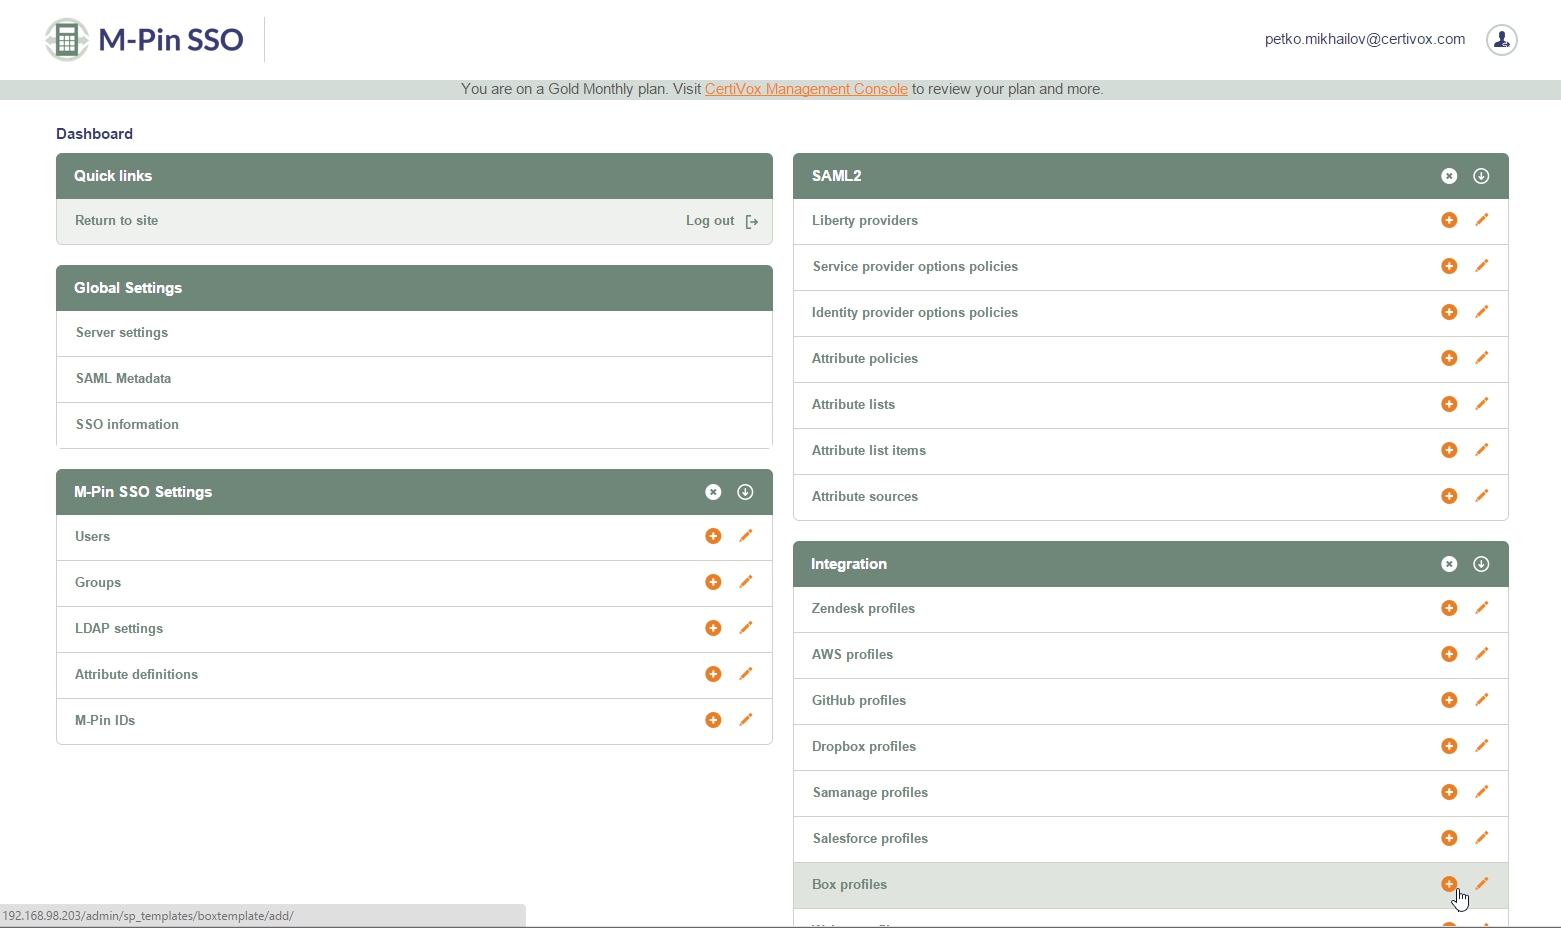 M-Pin SSO
petko.mikhailov@certivox.com
You are on a Gold Monthly plan. Visit CertiVox Management Console to review your plan and more.
Dashboard
Quick links
Return to site
Log out
Global Settings
Server settings
SAML Metadata
SSO information
M-Pin SSO Settings
Users
Groups
LDAP settings
Attribute definitions
M-Pin IDs
SAML2
Liberty providers
Service provider options policies
Identity provider options policies
Attribute policies
Attribute lists
Attribute list items
Attribute sources
Integration
Zendesk profiles
AWS profiles
GitHub profiles
Dropbox profiles
Samanage profiles
Salesforce profiles
Box profiles
192.168.98.203/admin/sp_templates/boxtemplate/add/